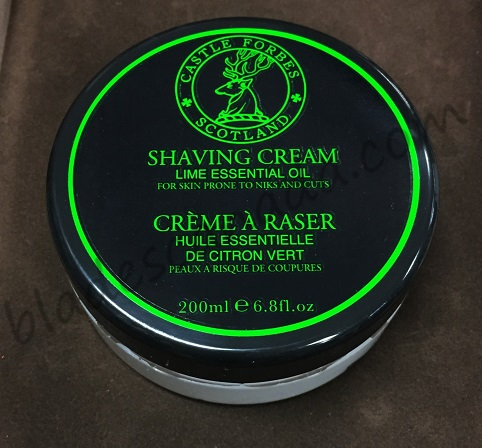 CASTLE FORBES
SCOTLAND
SHAVING CREAM
LIME ESSENTIAL OIL
FOR SKIN PRONE TO NIKS AND CUTS
CRÈME À RASER
HUILE ESSENTIELLE
DE CITRON VERT
PEAUX A RISQUE DE COUPURES
200ml e 6.8fl.oz